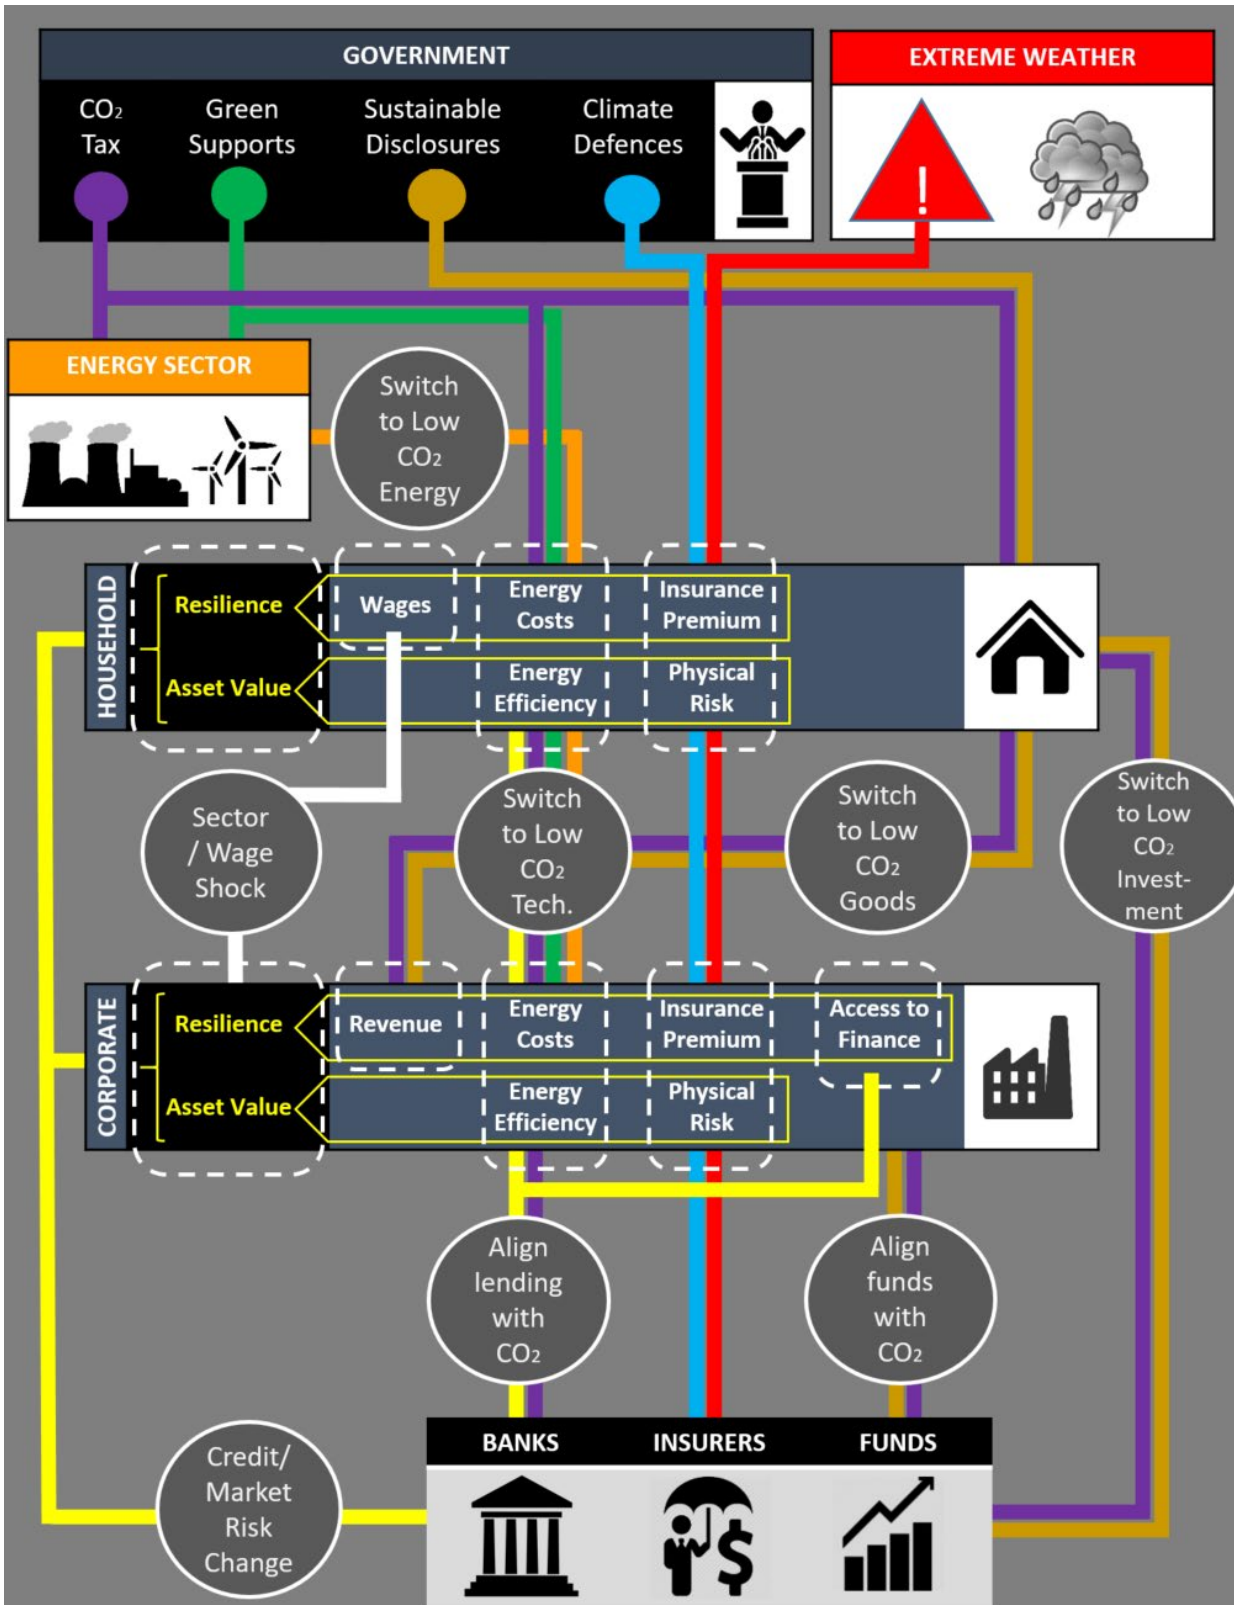 GOVERNMENT
CO₂
Tax
Green
Supports
Sustainable
Disclosures
Climate
Defences
EXTREME WEATHER
!
ENERGY SECTOR
Switch
to Low
CO₂
Energy
HOUSEHOLD
Resilience
Wages
Energy
Costs
Insurance
Premium
Asset Value
Energy
Efficiency
Physical
Risk
Sector
/ Wage
Shock
Switch
to Low
CO₂
Tech.
Switch
to Low
CO₂
Goods
Switch
to Low
CO₂
Invest-
ment
CORPORATE
Resilience
Revenue
Energy
Costs
Insurance
Premium
Access to
Finance
Asset Value
Energy
Efficiency
Physical
Risk
Align
lending
with
CO₂
Align
funds
with
CO₂
Credit/
Market
Risk
Change
BANKS
INSURERS
FUNDS
$